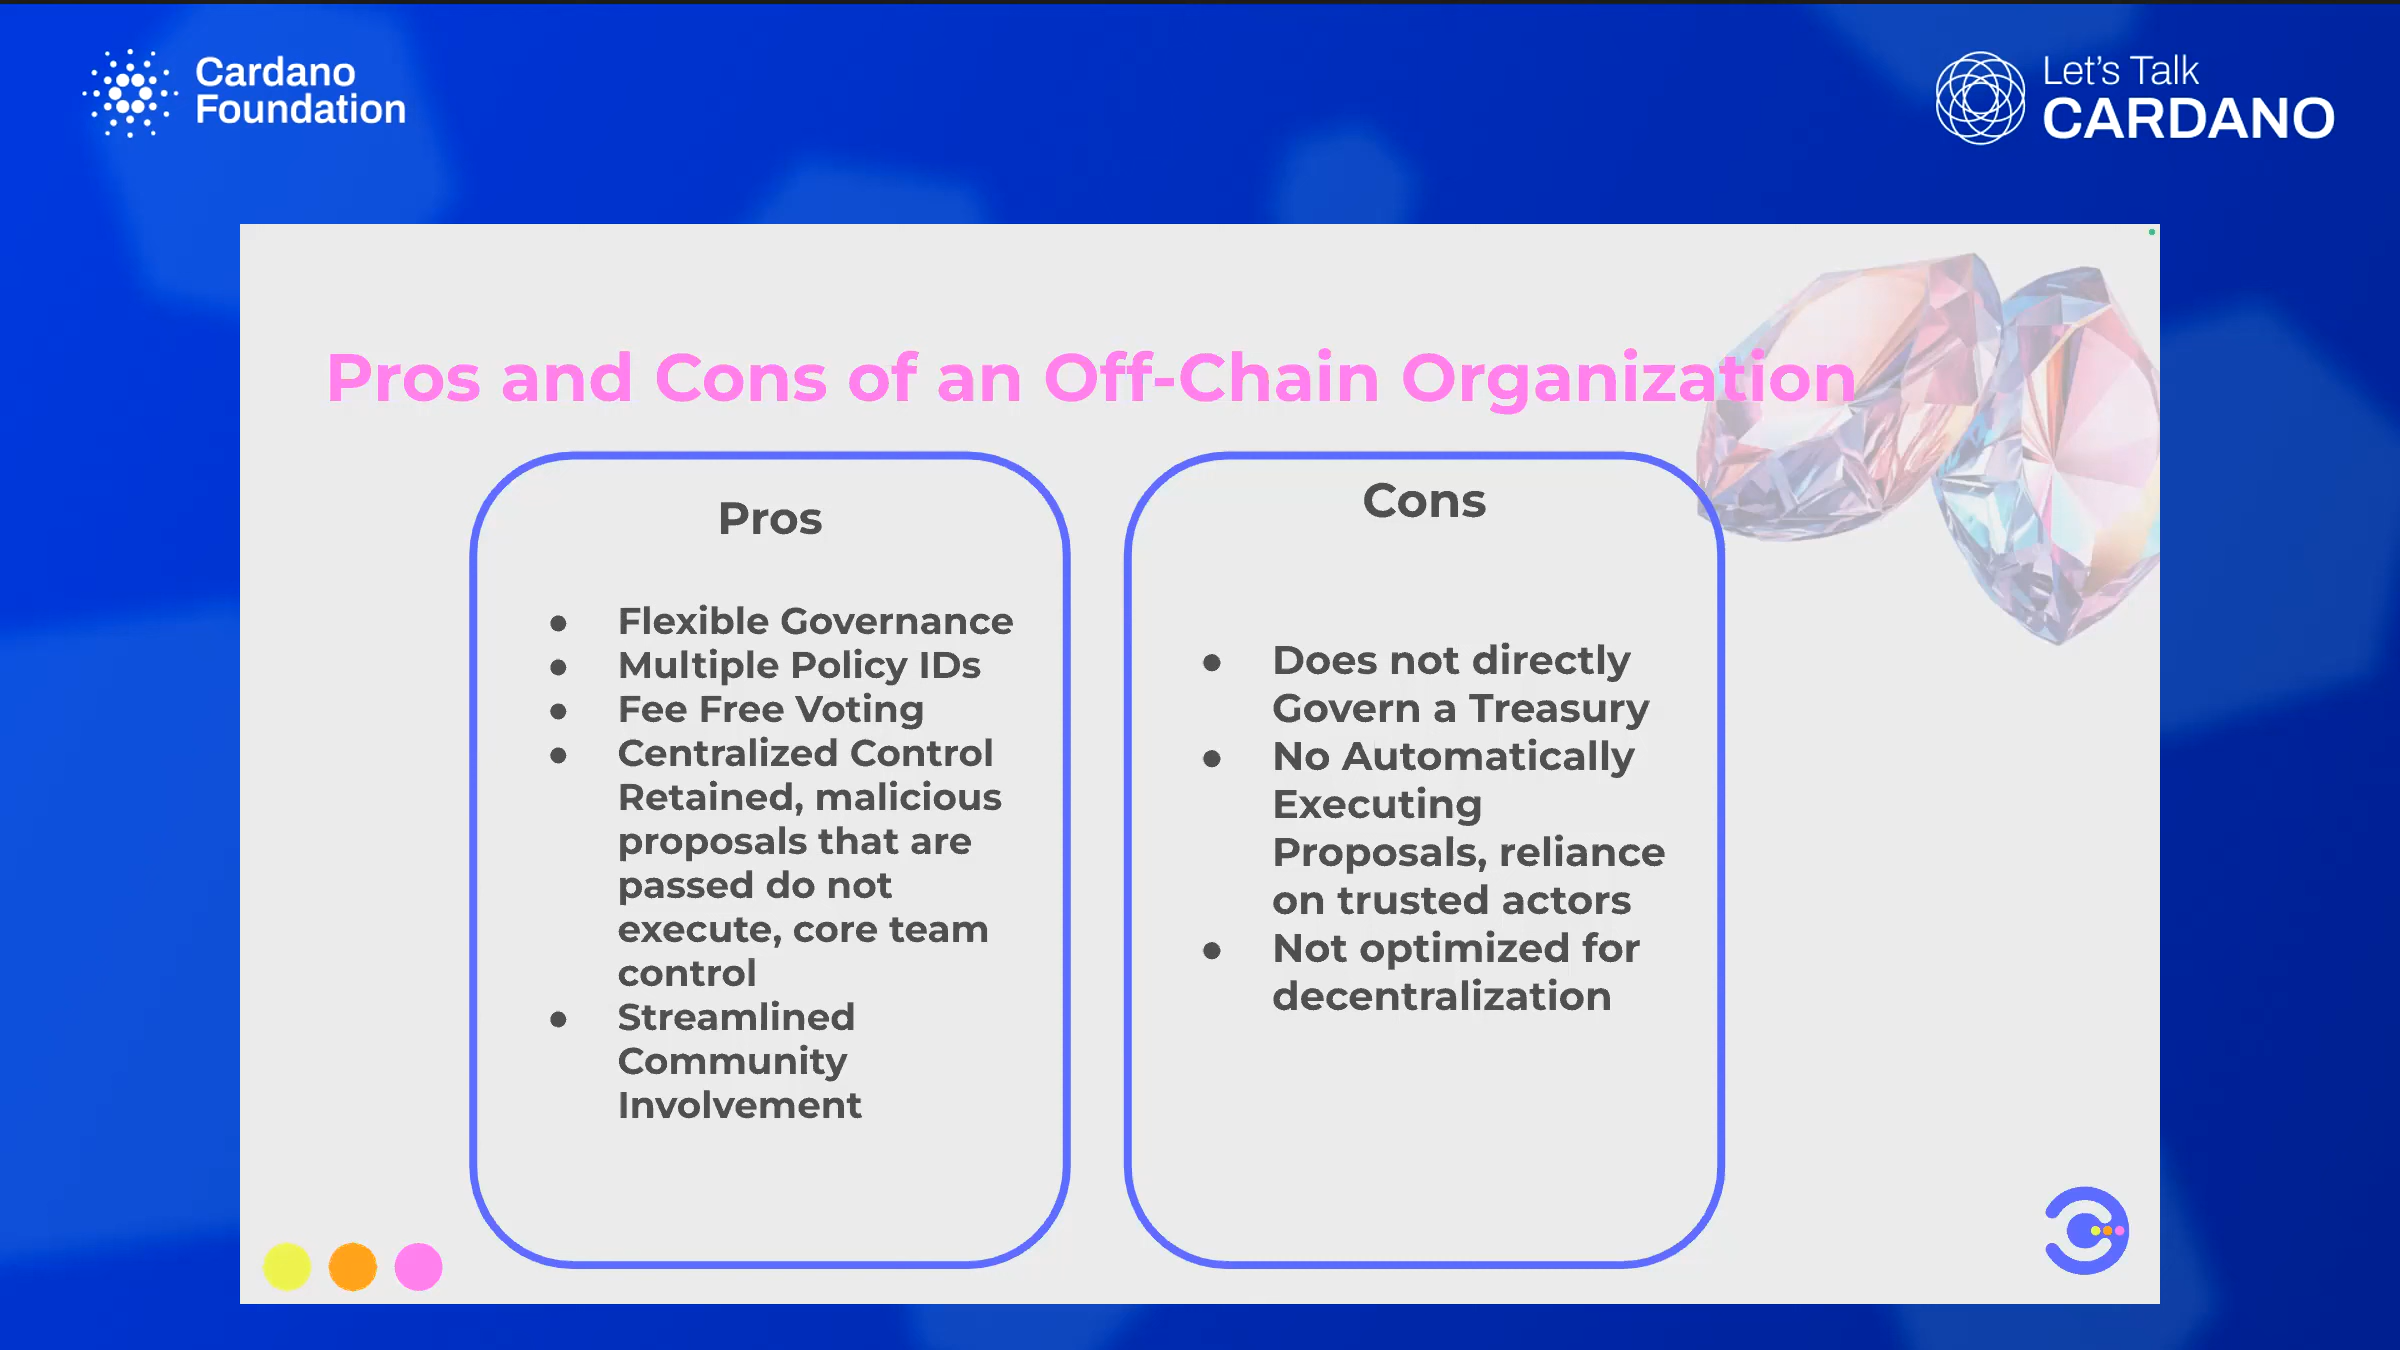 Cardano
Foundation
Let's Talk
CARDANO
Pros and Cons of an Off-Chain Organization
Pros
● Flexible Governance
● Multiple Policy IDs
● Fee Free Voting
● Centralized Control
Retained, malicious
proposals that are
passed do not
execute, core team
control
● Streamlined
Community
Involvement
Cons
● Does not directly
Govern a Treasury
● No Automatically
Executing
Proposals, reliance
on trusted actors
● Not optimized for
decentralization